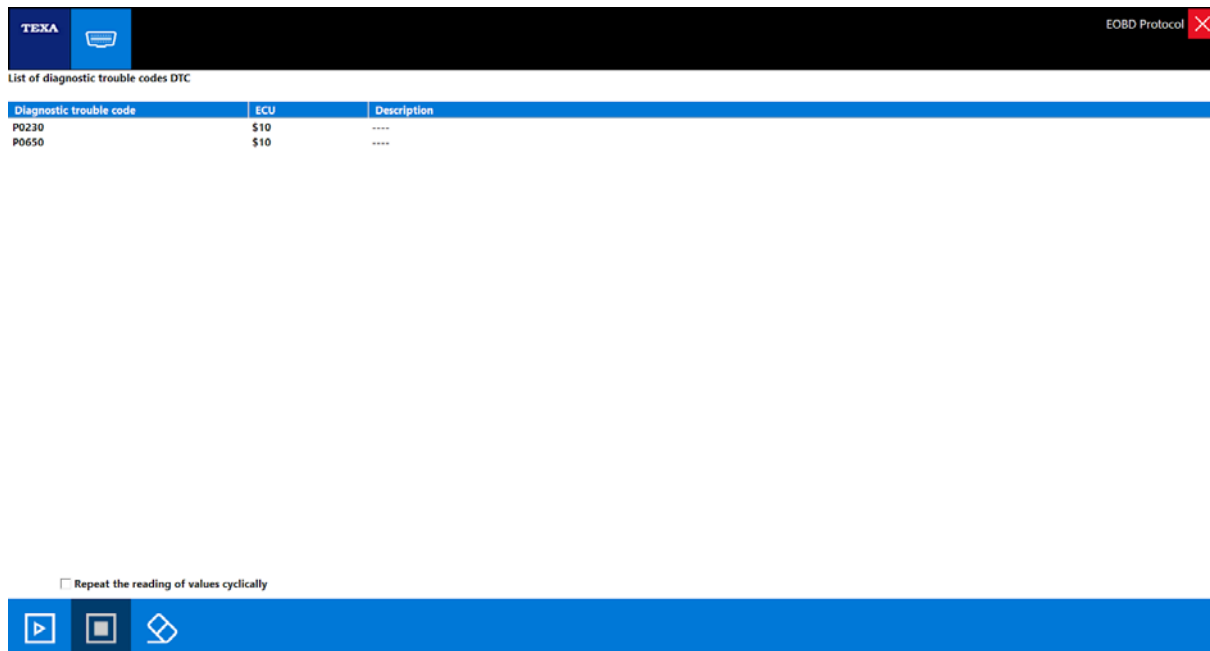 TEXA
EOBD Protocol
List of diagnostic trouble codes DTC
Diagnostic trouble code ECU Description
P0230 $10 ----
P0650 $10 ----
Repeat the reading of values cyclically